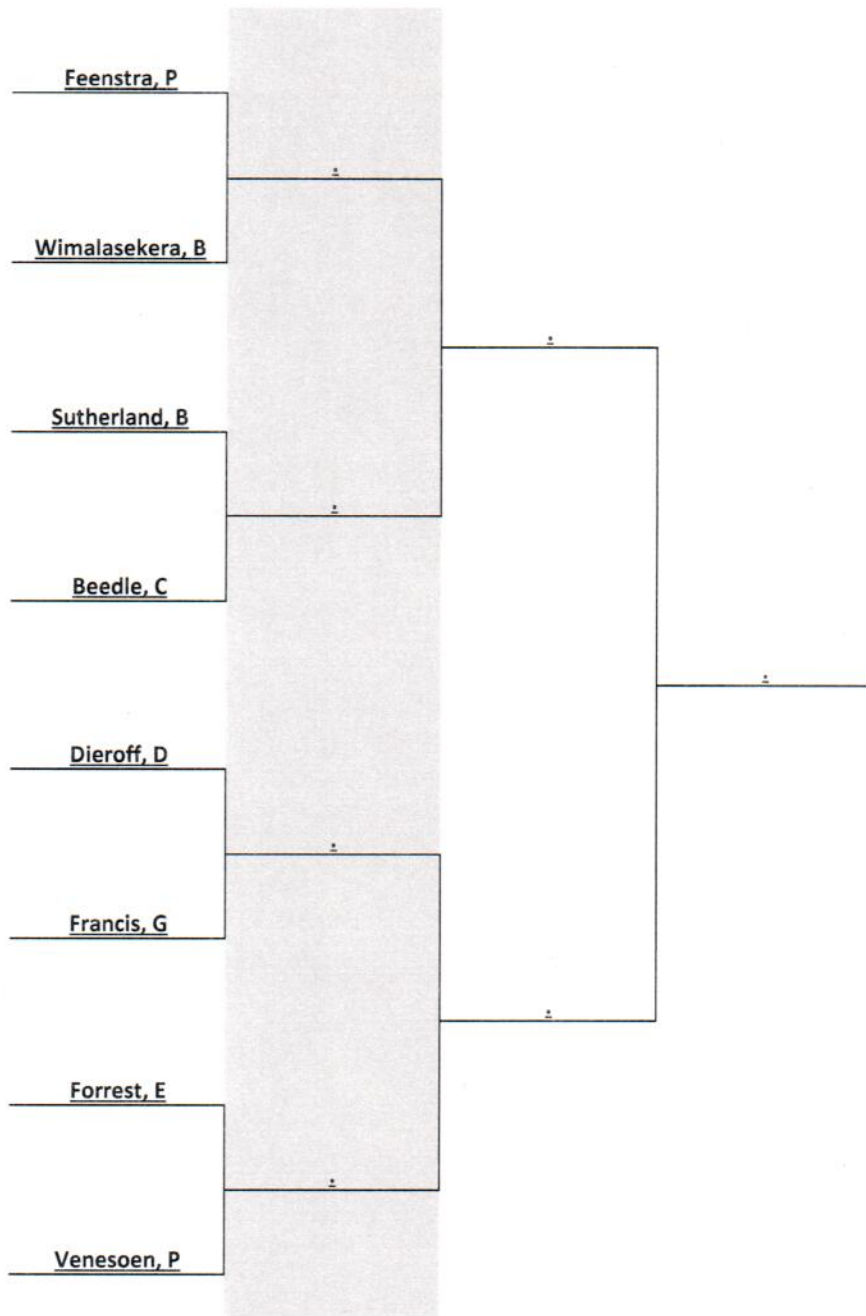 Feenstra, P
Wimalasekera, B
Sutherland, B
Beedle, C
Dieroff, D
Francis, G
Forrest, E
Venesoen, P